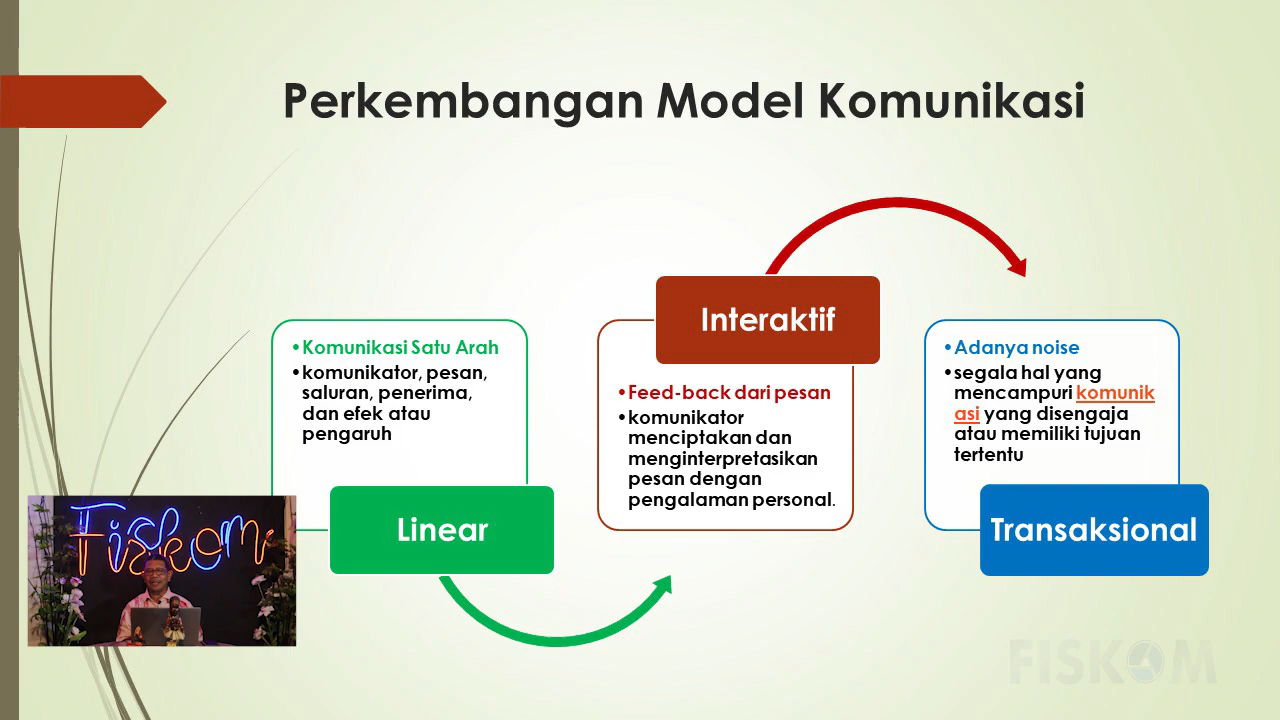 Perkembangan Model Komunikasi
•Komunikasi Satu Arah
•komunikator, pesan,
saluran, penerima,
dan efek atau
pengaruh
Linear
Interaktif
•Feed-back dari pesan
•komunikator
menciptakan dan
menginterpretasikan
pesan dengan
pengalaman personal.
•Adanya noise
•segala hal yang
mencampuri komunik
asi yang disengaja
atau memiliki tujuan
tertentu
Transaksional
Fiskom
FISKOM